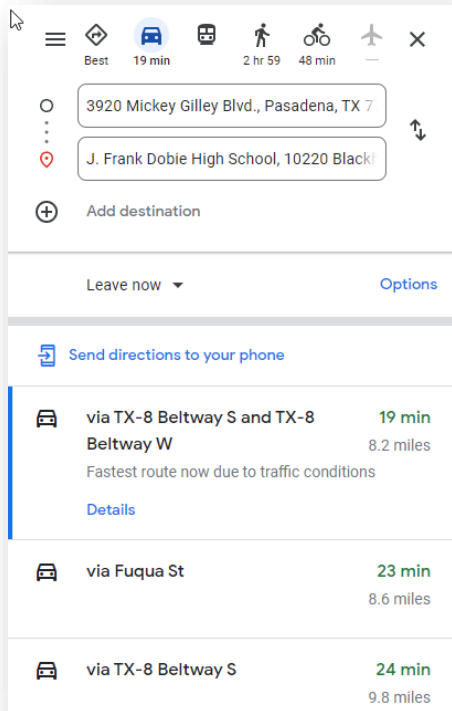 Best
19 min
2 hr 59
48 min
—
3920 Mickey Gilley Blvd., Pasadena, TX 7
J. Frank Dobie High School, 10220 Blackh
Add destination
Leave now
Options
Send directions to your phone
via TX-8 Beltway S and TX-8 19 min
Beltway W 8.2 miles
Fastest route now due to traffic conditions
Details
via Fuqua St 23 min
8.6 miles
via TX-8 Beltway S 24 min
9.8 miles